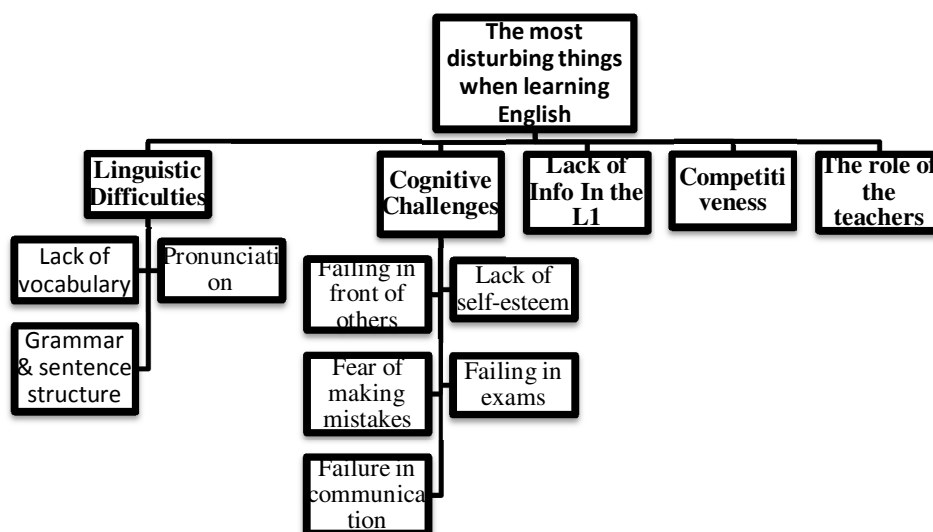 The most
disturbing things
when learning
English
Linguistic
Difficulties
Cognitive
Challenges
Lack of
Info In the
L1
Competiti
veness
The role of
the
teachers
Lack of
vocabulary
Pronunciati
on
Grammar
& sentence
structure
Failing in
front of
others
Lack of
self-esteem
Fear of
making
mistakes
Failing in
exams
Failure in
communica
tion